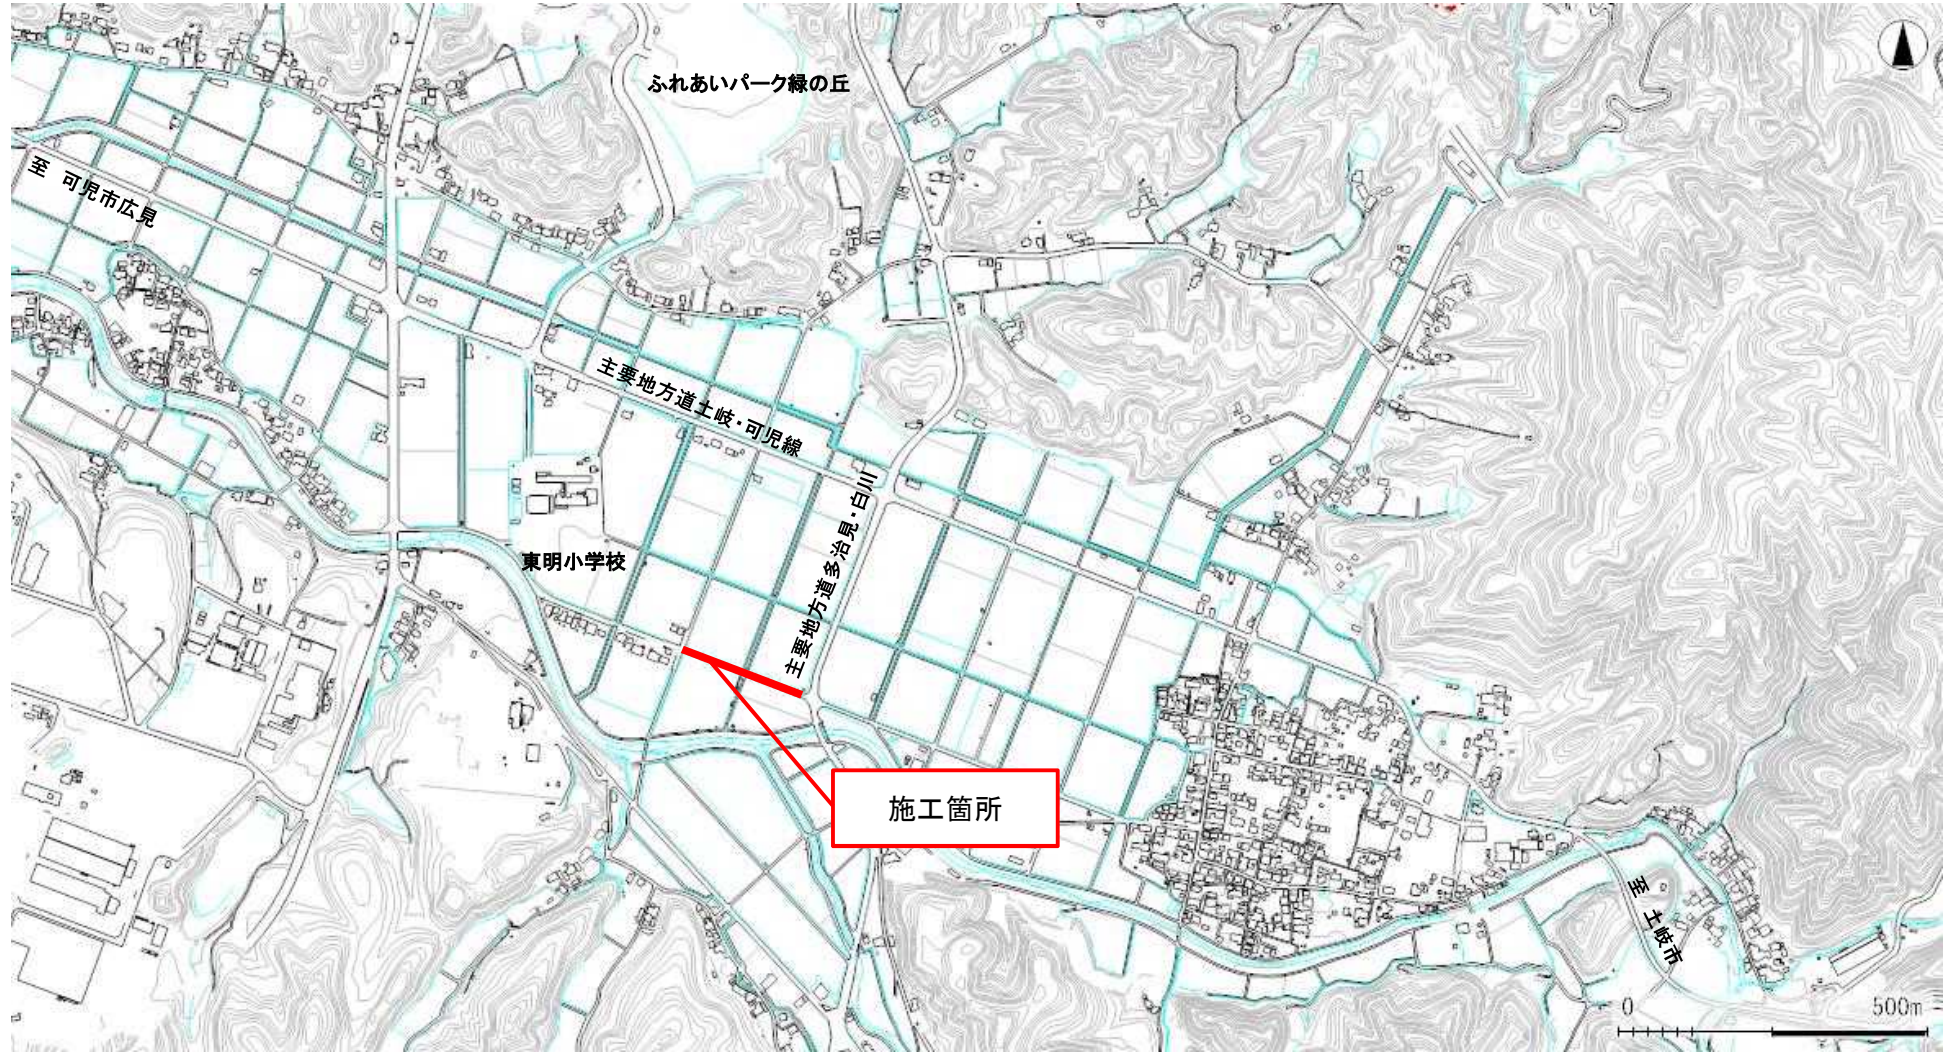 ふれあいパーク緑の丘
至 可児市広見
主要地方道土岐・可児線
主要地方道多治見・白川
東明小学校
施工箇所
至 土岐市
0 500m